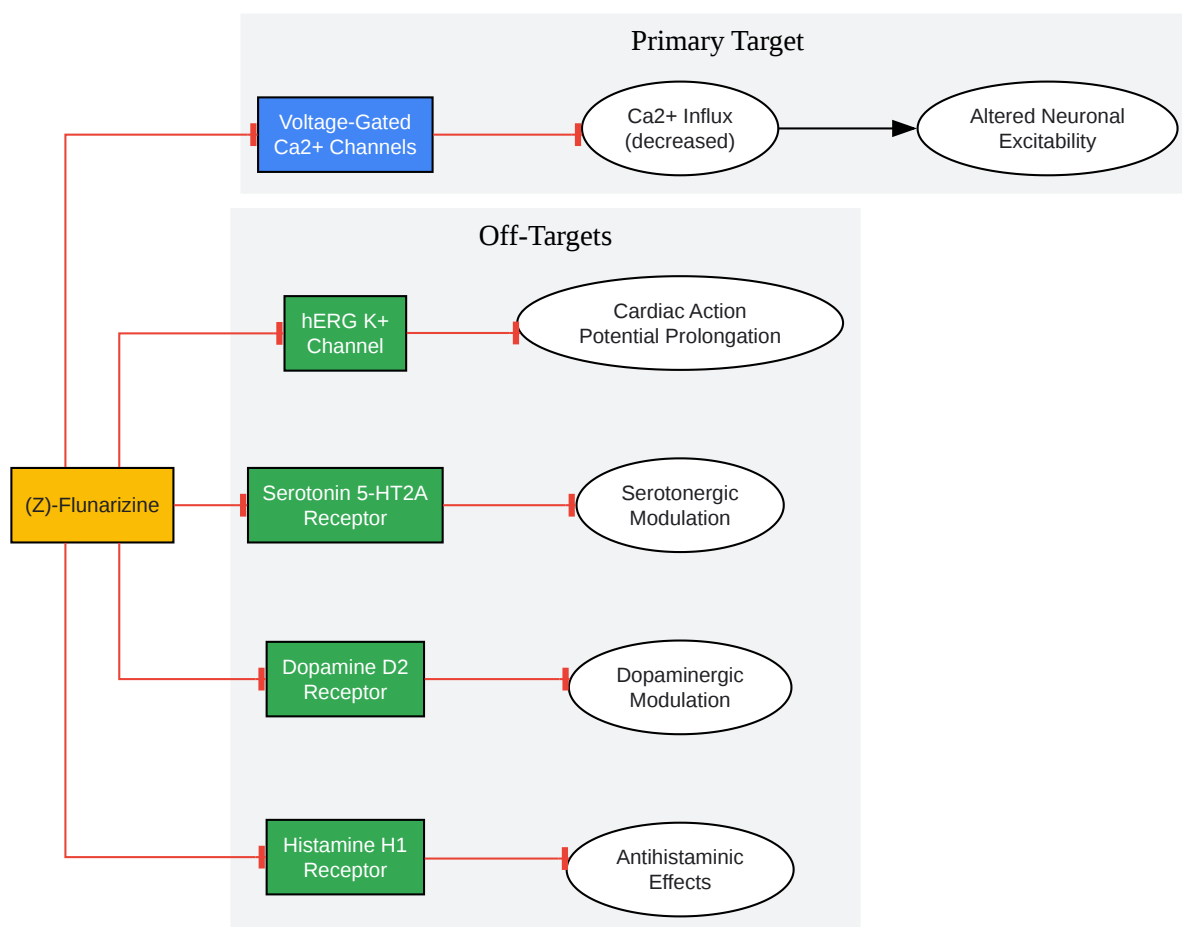 Primary Target
Voltage-Gated
Ca2+ Channels
Ca2+ Influx
(decreased)
Altered Neuronal
Excitability
Off-Targets
hERG K+
Channel
Cardiac Action
Potential Prolongation
(Z)-Flunarizine
Serotonin 5-HT2A
Receptor
Serotonergic
Modulation
Dopamine D2
Receptor
Dopaminergic
Modulation
Histamine H1
Receptor
Antihistaminic
Effects